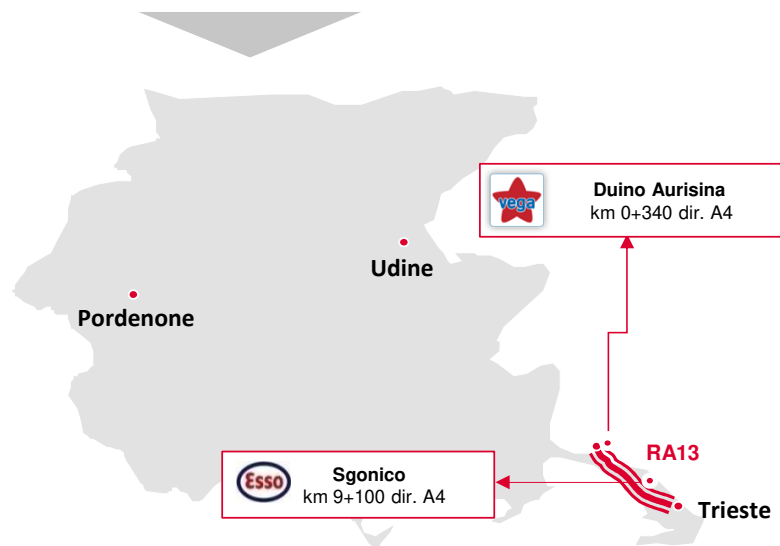 vega
Duino Aurisina
km 0+340 dir. A4
Udine
Pordenone
RA13
Esso
Sgonico
km 9+100 dir. A4
Trieste